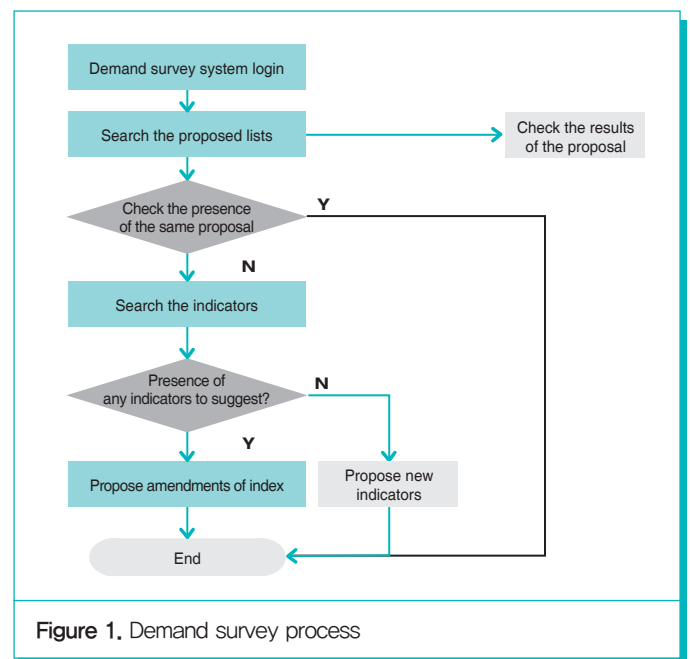 Demand survey system login
Search the proposed lists
Check the results
of the proposal
Check the presence
of the same proposal
Y
N
Search the indicators
Presence of
any indicators to suggest?
N
Y
Propose amendments of index
Propose new
indicators
End
Figure 1. Demand survey process